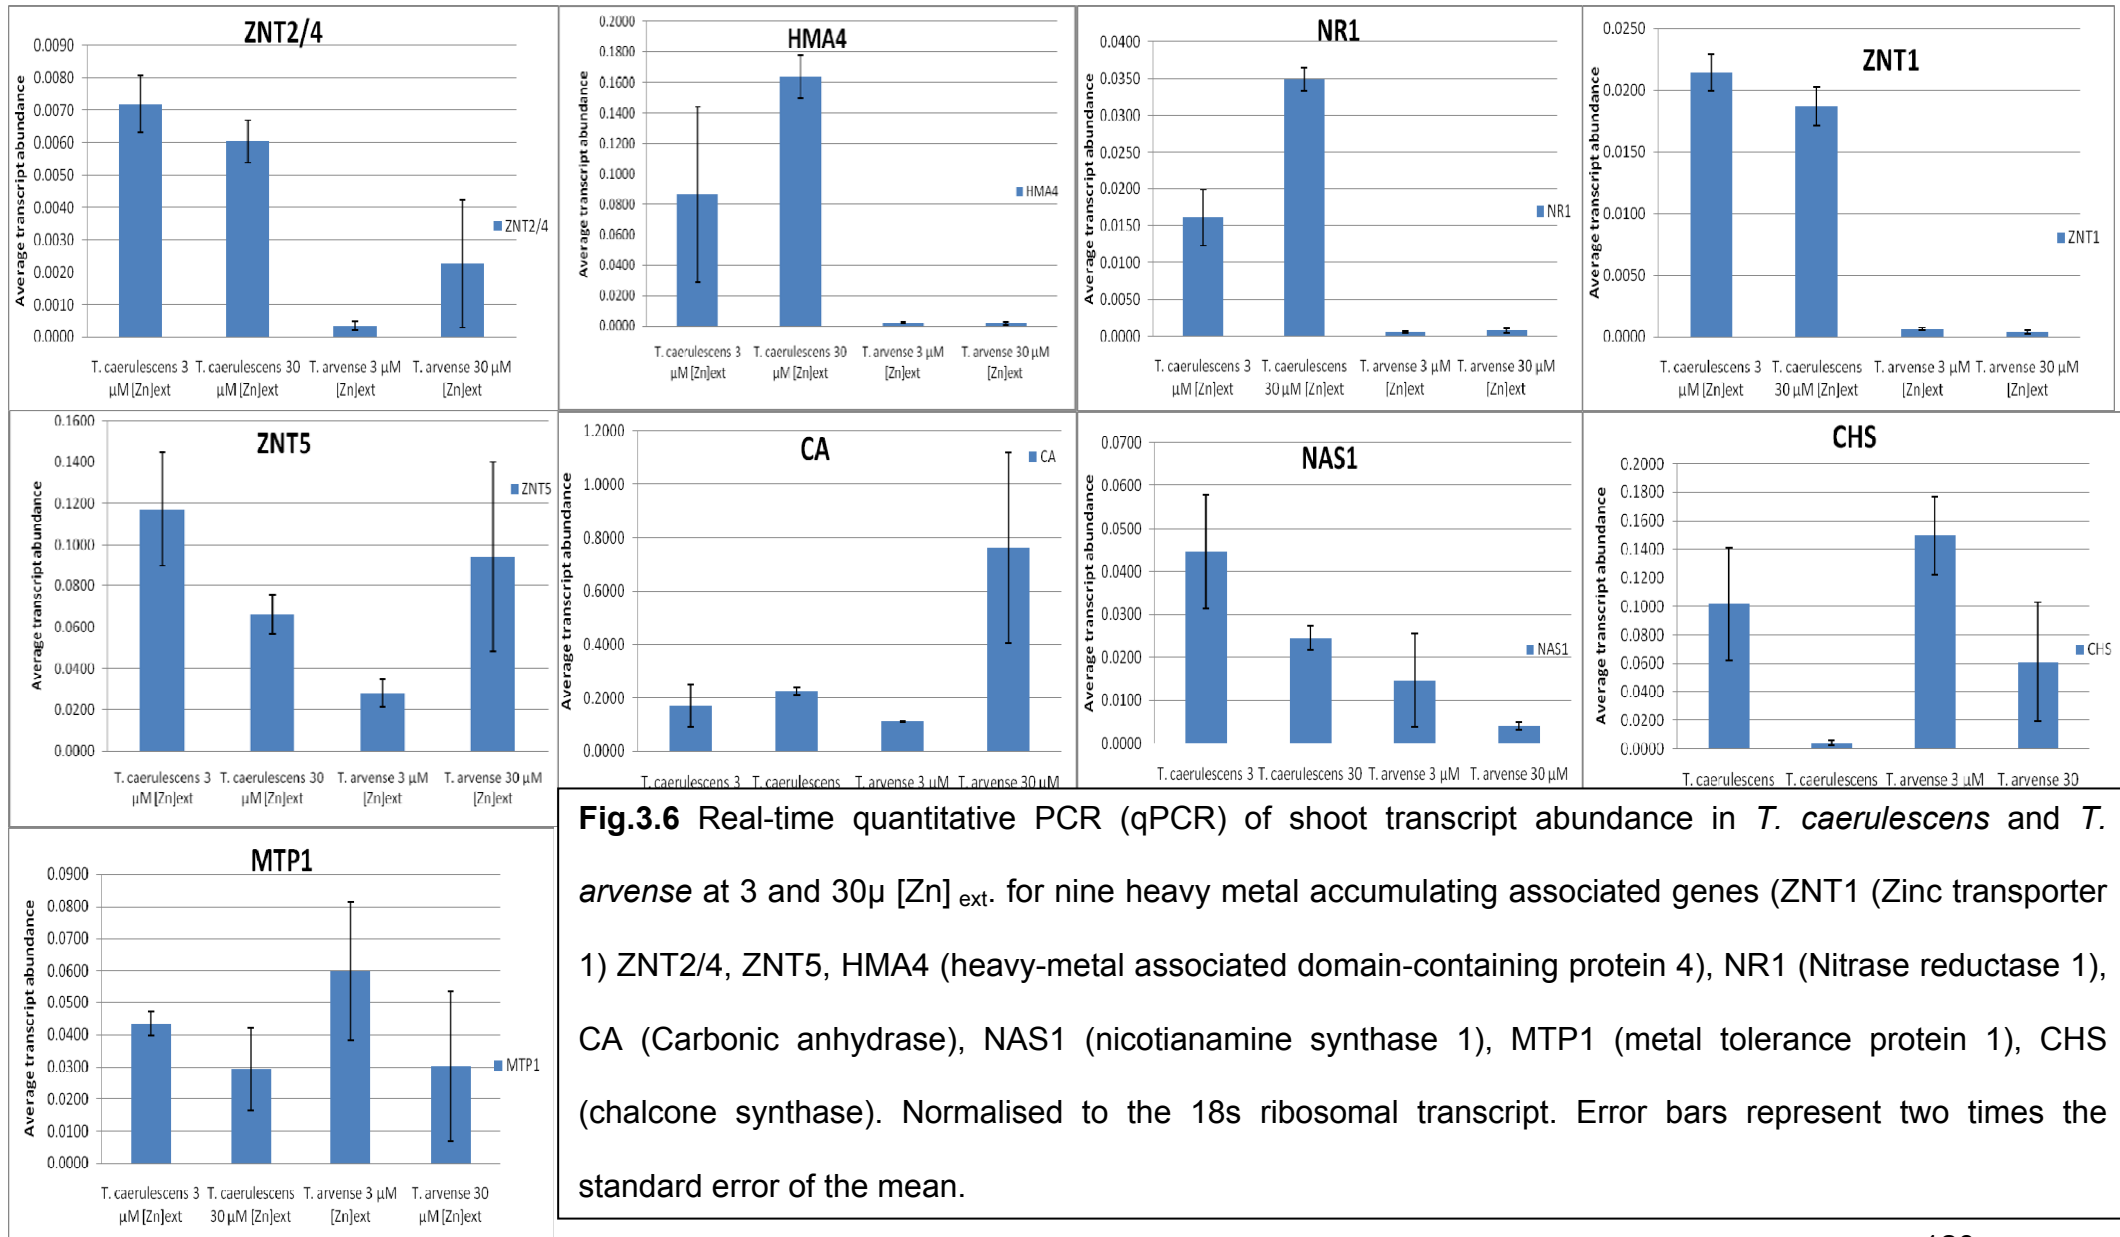 ZNT2/4
0.0090
0.0080
0.0070
0.0060
0.0050
0.0040
0.0030
0.0020
0.0010
0.0000
Average transcript abundance
ZNT2/4
T. caerulescens 3 T. caerulescens 30 T. arvense 3 µM T. arvense 30 µM
µM [Zn]ext µM [Zn]ext [Zn]ext [Zn]ext
HMA4
0.2000
0.1800
0.1600
0.1400
0.1200
0.1000
0.0800
0.0600
0.0400
0.0200
0.0000
Average transcript abundance
HMA4
T. caerulescens 3 T. caerulescens 30 T. arvense 3 µM T. arvense 30 µM
µM [Zn]ext µM [Zn]ext [Zn]ext [Zn]ext
NR1
0.0400
0.0350
0.0300
0.0250
0.0200
0.0150
0.0100
0.0050
0.0000
Average transcript abundance
NR1
T. caerulescens 3 T. caerulescens T. arvense 3 µM T. arvense 30 µM
µM [Zn]ext 30 µM [Zn]ext [Zn]ext [Zn]ext
ZNT1
0.0250
0.0200
0.0150
0.0100
0.0050
0.0000
Average transcript abundance
ZNT1
T. caerulescens 3 T. caerulescens T. arvense 3 µM T. arvense 30 µM
µM [Zn]ext 30 µM [Zn]ext [Zn]ext [Zn]ext
ZNT5
0.1600
0.1400
0.1200
0.1000
0.0800
0.0600
0.0400
0.0200
0.0000
Average transcript abundance
ZNT5
T. caerulescens 3 T. caerulescens 30 T. arvense 3 µM T. arvense 30 µM
µM [Zn]ext µM [Zn]ext [Zn]ext [Zn]ext
CA
1.2000
1.0000
0.8000
0.6000
0.4000
0.2000
0.0000
Average transcript abundance
CA
T. caerulescens 3 T. caerulescens T. arvense 3 µM T. arvense 30 µM
NAS1
0.0700
0.0600
0.0500
0.0400
0.0300
0.0200
0.0100
0.0000
Average transcript abundance
NAS1
T. caerulescens 3 T. caerulescens 30 T. arvense 3 µM T. arvense 30 µM
CHS
0.2000
0.1800
0.1600
0.1400
0.1200
0.1000
0.0800
0.0600
0.0400
0.0200
0.0000
Average transcript abundance
CHS
T. caerulescens T. caerulescens T. arvense 3 µM T. arvense 30
MTP1
0.0900
0.0800
0.0700
0.0600
0.0500
0.0400
0.0300
0.0200
0.0100
0.0000
Average transcript abundance
MTP1
T. caerulescens 3 T. caerulescens T. arvense 3 µM T. arvense 30
µM [Zn]ext 30 µM [Zn]ext [Zn]ext µM [Zn]ext
Fig.3.6 Real-time quantitative PCR (qPCR) of shoot transcript abundance in T. caerulescens and T.
arvense at 3 and 30µ [Zn] ext. for nine heavy metal accumulating associated genes (ZNT1 (Zinc transporter
1) ZNT2/4, ZNT5, HMA4 (heavy-metal associated domain-containing protein 4), NR1 (Nitrase reductase 1),
CA (Carbonic anhydrase), NAS1 (nicotianamine synthase 1), MTP1 (metal tolerance protein 1), CHS
(chalcone synthase). Normalised to the 18s ribosomal transcript. Error bars represent two times the
standard error of the mean.